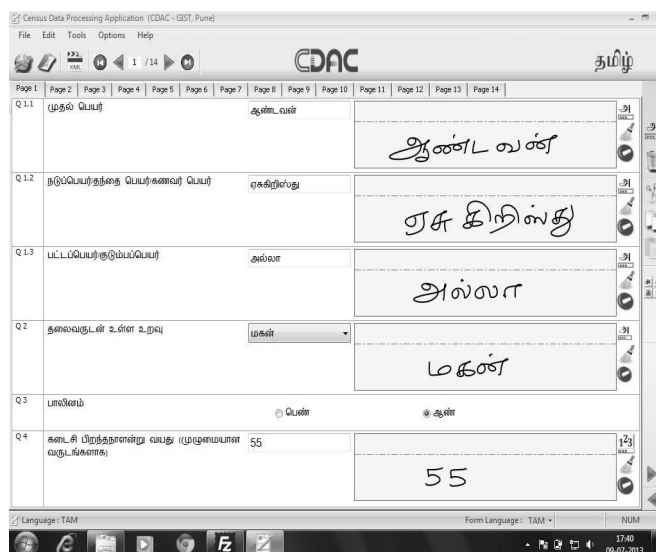 Census Data Processing Application (CDAC - GIST, Pune)
File Edit Tools Options Help
XML 1 /14 CDAC தமிழ்
Page 1 Page 2 Page 3 Page 4 Page 5 Page 6 Page 7 Page 8 Page 9 Page 10 Page 11 Page 12 Page 13 Page 14
Q 1.1 முதல் பெயர் ஆண்டவன் அ
ஆண்டவன்
Q 1.2 நடுப்பெயர்/தந்தை பெயர்/கணவர் பெயர் ஏசுகிறிஸ்து அ
ஏசு கிறிஸ்து
Q 1.3 பட்டப்பெயர்/குடும்பப்பெயர் அல்லா அ
அல்லா
Q 2 தலைவருடன் உள்ள உறவு மகன் அ
மகன்
Q 3 பாலினம் பெண் ஆண்
Q 4 கடைசி பிறந்தநாளன்று வயது (முழுமையான வருடங்களாக) 55 123
55
Language : TAM Form Language : TAM NUM
17:40
09-07-2013